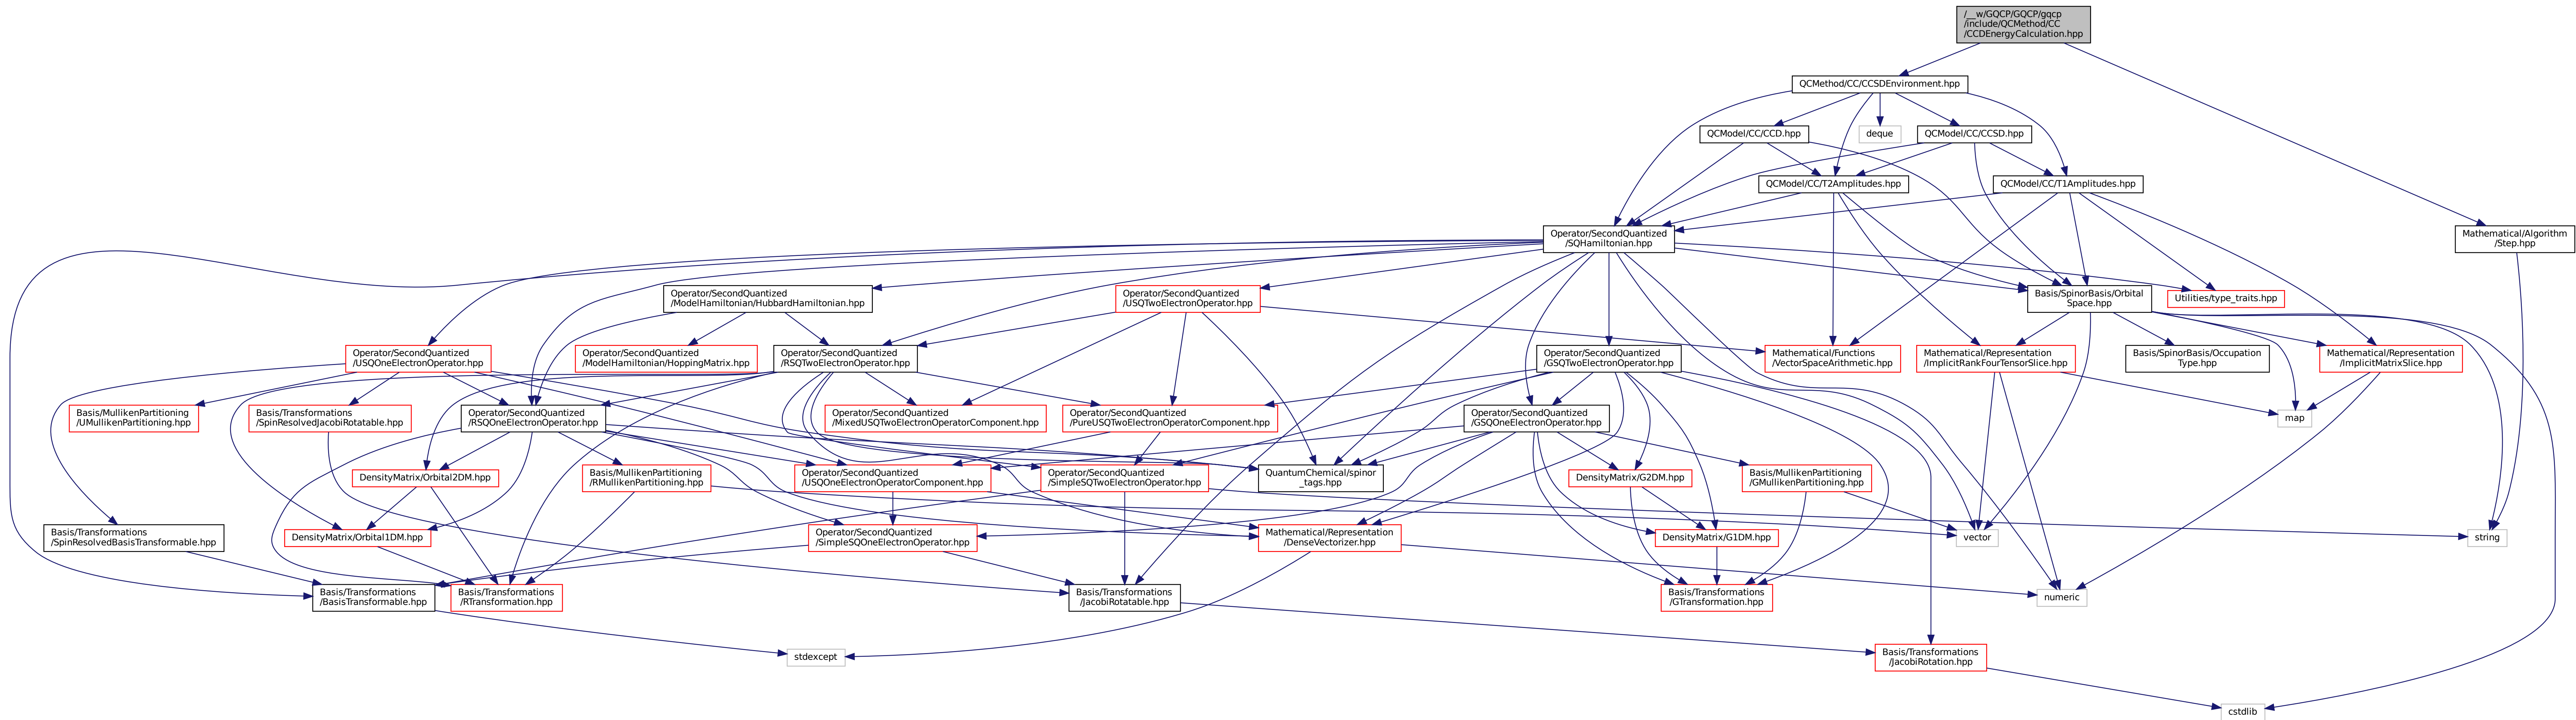 /__w/GQCP/GQCP/gqcp
/include/QCMethod/CC
/CCDEnergyCalculation.hpp
QCMethod/CC/CCSDEnvironment.hpp
QCModel/CC/CCD.hpp
deque
QCModel/CC/CCSD.hpp
QCModel/CC/T2Amplitudes.hpp
QCModel/CC/T1Amplitudes.hpp
Operator/SecondQuantized
/SQHamiltonian.hpp
Mathematical/Algorithm
/Step.hpp
Operator/SecondQuantized
/ModelHamiltonian/HubbardHamiltonian.hpp
Operator/SecondQuantized
/USQTwoElectronOperator.hpp
Basis/SpinorBasis/Orbital
Space.hpp
Utilities/type_traits.hpp
Operator/SecondQuantized
/USQOneElectronOperator.hpp
Operator/SecondQuantized
/ModelHamiltonian/HoppingMatrix.hpp
Operator/SecondQuantized
/RSQTwoElectronOperator.hpp
Mathematical/Functions
/VectorSpaceArithmetic.hpp
Operator/SecondQuantized
/GSQTwoElectronOperator.hpp
Mathematical/Representation
/ImplicitRankFourTensorSlice.hpp
Basis/SpinorBasis/Occupation
Type.hpp
Mathematical/Representation
/ImplicitMatrixSlice.hpp
Basis/MullikenPartitioning
/UMullikenPartitioning.hpp
Basis/Transformations
/SpinResolvedJacobiRotatable.hpp
Operator/SecondQuantized
/RSQOneElectronOperator.hpp
Operator/SecondQuantized
/MixedUSQTwoElectronOperatorComponent.hpp
Operator/SecondQuantized
/PureUSQTwoElectronOperatorComponent.hpp
Operator/SecondQuantized
/GSQOneElectronOperator.hpp
map
DensityMatrix/Orbital2DM.hpp
Basis/MullikenPartitioning
/RMullikenPartitioning.hpp
Operator/SecondQuantized
/USQOneElectronOperatorComponent.hpp
Operator/SecondQuantized
/SimpleSQTwoElectronOperator.hpp
QuantumChemical/spinor
_tags.hpp
DensityMatrix/G2DM.hpp
Basis/MullikenPartitioning
/GMullikenPartitioning.hpp
Basis/Transformations
/SpinResolvedBasisTransformable.hpp
DensityMatrix/Orbital1DM.hpp
Operator/SecondQuantized
/SimpleSQOneElectronOperator.hpp
Mathematical/Representation
/DenseVectorizer.hpp
DensityMatrix/G1DM.hpp
vector
string
Basis/Transformations
/BasisTransformable.hpp
Basis/Transformations
/RTransformation.hpp
Basis/Transformations
/JacobiRotatable.hpp
Basis/Transformations
/GTransformation.hpp
numeric
stdexcept
Basis/Transformations
/JacobiRotation.hpp
cstdlib